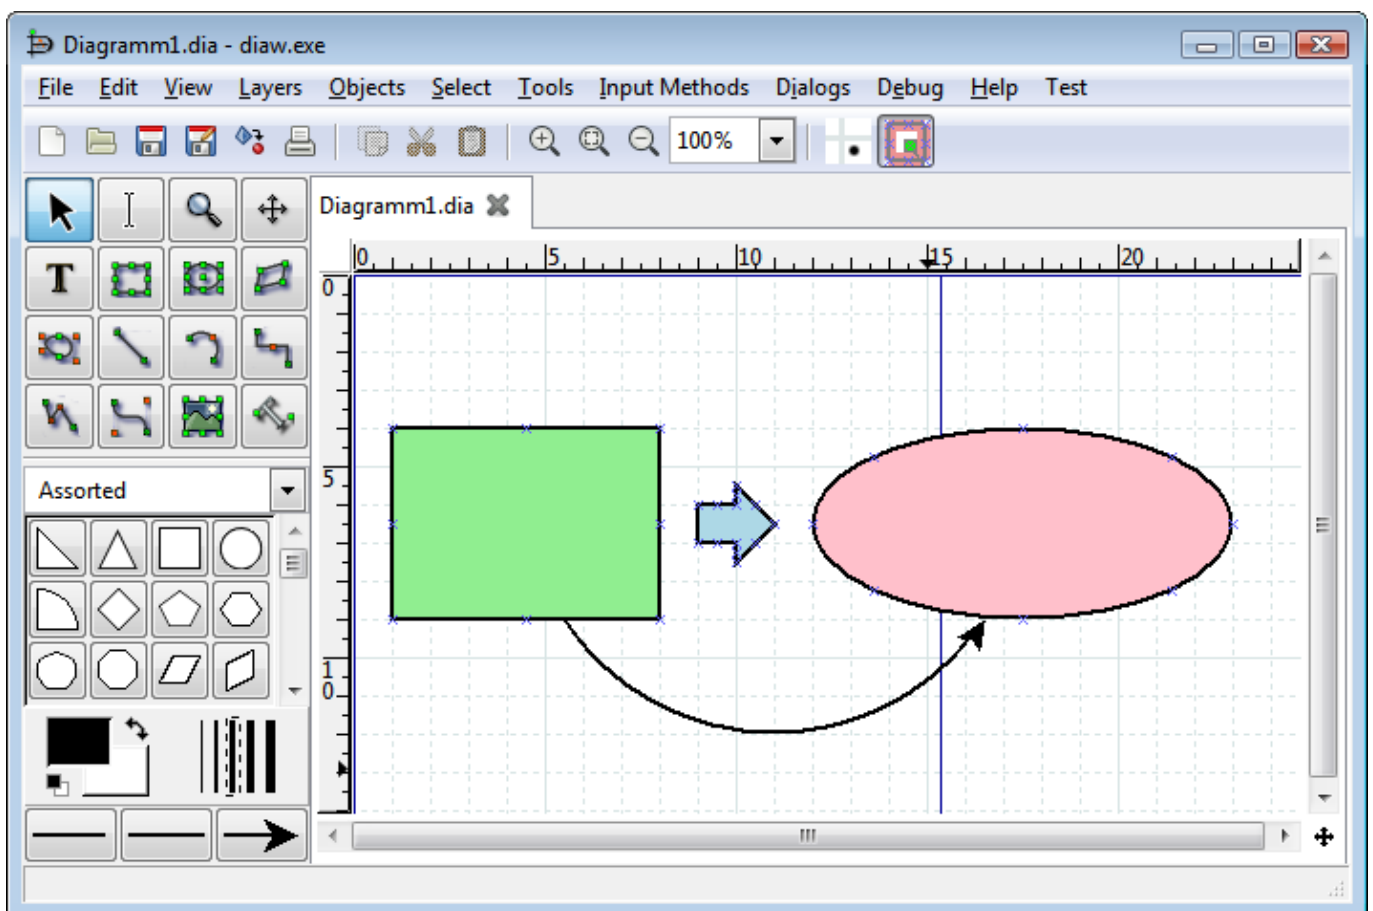 Diagramm1.dia - diaw.exe
File Edit View Layers Objects Select Tools Input Methods Dialogs Debug Help Test
100%
T
Diagramm1.dia
0 5 10 15 20
0
5
10
Assorted